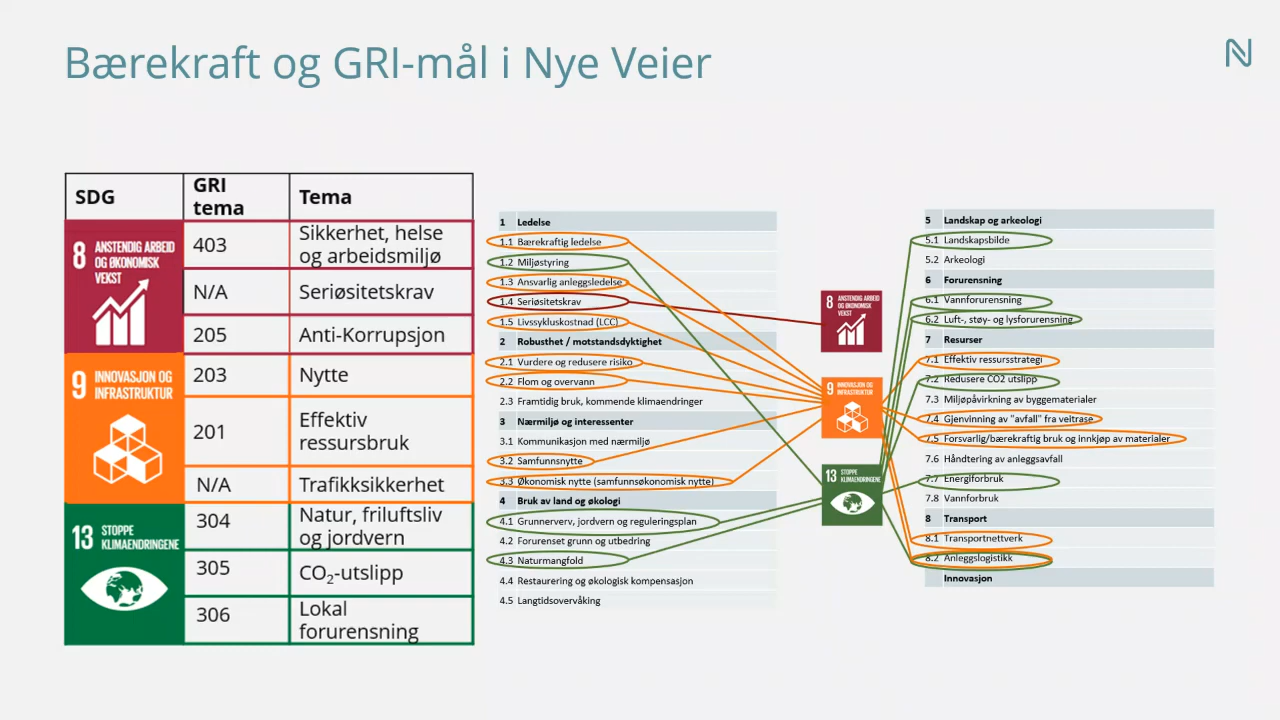 Bærekraft og GRI-mål i Nye Veier
SDG
GRI
tema
Tema
8 ANSTENDIG ARBEID
OG ØKONOMISK
VEKST
403
Sikkerhet, helse
og arbeidsmiljø
N/A
Seriøsitetskrav
205
Anti-Korrupsjon
9 INNOVASJON OG
INFRASTRUKTUR
203
Nytte
201
Effektiv
ressursbruk
N/A
Trafikksikkerhet
13 STOPPE
KLIMAENDRINGENE
304
Natur, friluftsliv
og jordvern
305
CO₂-utslipp
306
Lokal
forurensning
1 Ledelse
1.1 Bærekraftig ledelse
1.2 Miljøstyring
1.3 Ansvarlig anleggsledelse
1.4 Seriøsitetskrav
1.5 Livssykluskostnad (LCC)
2 Robusthet / motstandsdyktighet
2.1 Vurdere og redusere risiko
2.2 Flom og overvann
2.3 Framtidig bruk, kommende klimaendringer
3 Nærmiljø og interessenter
3.1 Kommunikasjon med nærmiljø
3.2 Samfunnsnytte
3.3 Økonomisk nytte (samfunnsøkonomisk nytte)
4 Bruk av land og økologi
4.1 Grunnerverv, jordvern og reguleringsplan
4.2 Forurenset grunn og utbedring
4.3 Naturmangfold
4.4 Restaurering og økologisk kompensasjon
4.5 Langtidsovervåking
8 ANSTENDIG ARBEID
OG ØKONOMISK
VEKST
9 INNOVASJON OG
INFRASTRUKTUR
13 STOPPE
KLIMAENDRINGENE
5 Landskap og arkeologi
5.1 Landskapsbilde
5.2 Arkeologi
6 Forurensning
6.1 Vannforurensning
6.2 Luft-, støy- og lysforurensning
7 Resurser
7.1 Effektiv ressursstrategi
7.2 Redusere CO2 utslipp
7.3 Miljøpåvirkning av byggematerialer
7.4 Gjenvinning av "avfall" fra veitrase
7.5 Forsvarlig/bærekraftig bruk og innkjøp av materialer
7.6 Håndtering av anleggsavfall
7.7 Energiforbruk
7.8 Vannforbruk
8 Transport
8.1 Transportnettverk
8.2 Anleggslogistikk
Innovasjon